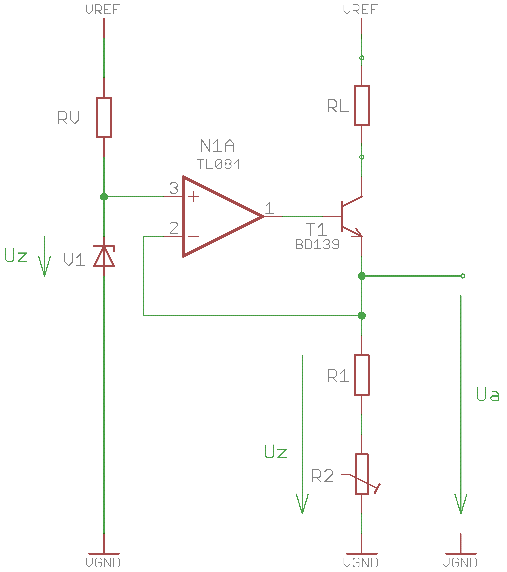 VREF
VREF
RV
RL
N1A
TL081
3
2
1
T1
BD139
Uz
V1
R1
Ua
Uz
R2
VGND
VGND
VGND